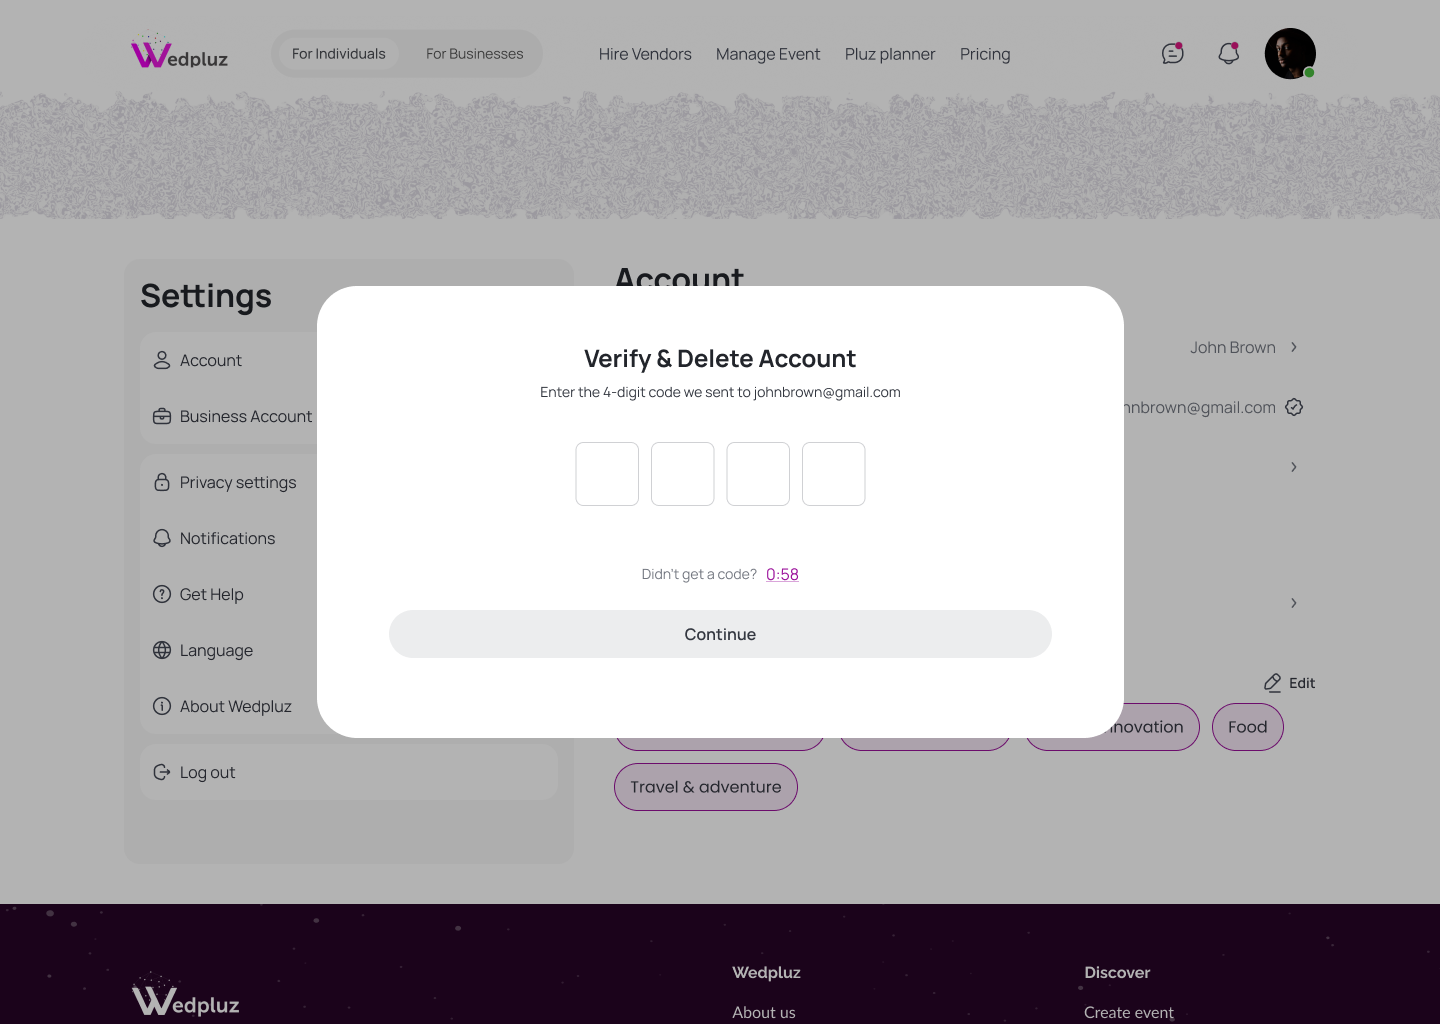 Wedpluz
For Individuals
For Businesses
Hire Vendors
Manage Event
Pluz planner
Pricing
Settings
Account
Business Account
Privacy settings
Notifications
Get Help
Language
About Wedpluz
Log out
Account
John Brown
hnbrown@gmail.com
Edit
nnovation
Food
Travel & adventure
Verify & Delete Account
Enter the 4-digit code we sent to johnbrown@gmail.com
Didn't get a code? 0:58
Continue
Wedpluz
Wedpluz
About us
Discover
Create event